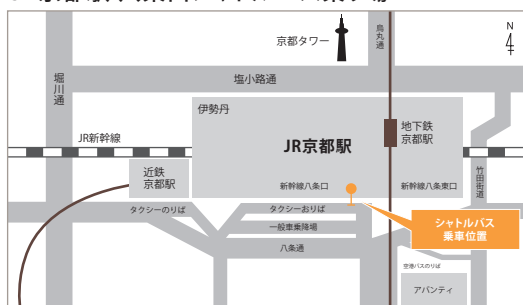 N
京都タワー
烏丸通
堀川通
塩小路通
伊勢丹
JR新幹線
JR京都駅
地下鉄
京都駅
近鉄
京都駅
新幹線八条口
新幹線八条東口
竹田街道
タクシーのりば
タクシーおりば
一般車乗降場
八条通
シャトルバス
乗車位置
空港バスのりば
アバンティ